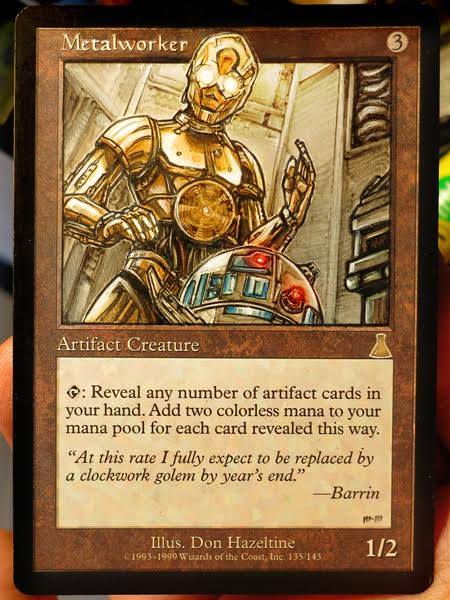 Metalworker 3
Artifact Creature
: Reveal any number of artifact cards in
your hand. Add two colorless mana to your
mana pool for each card revealed this way.
“At this rate I fully expect to be replaced by
a clockwork golem by year's end.”
—Barrin
Illus. Don Hazeltine
©1993–1999 Wizards of the Coast, Inc. 135/143
1/2